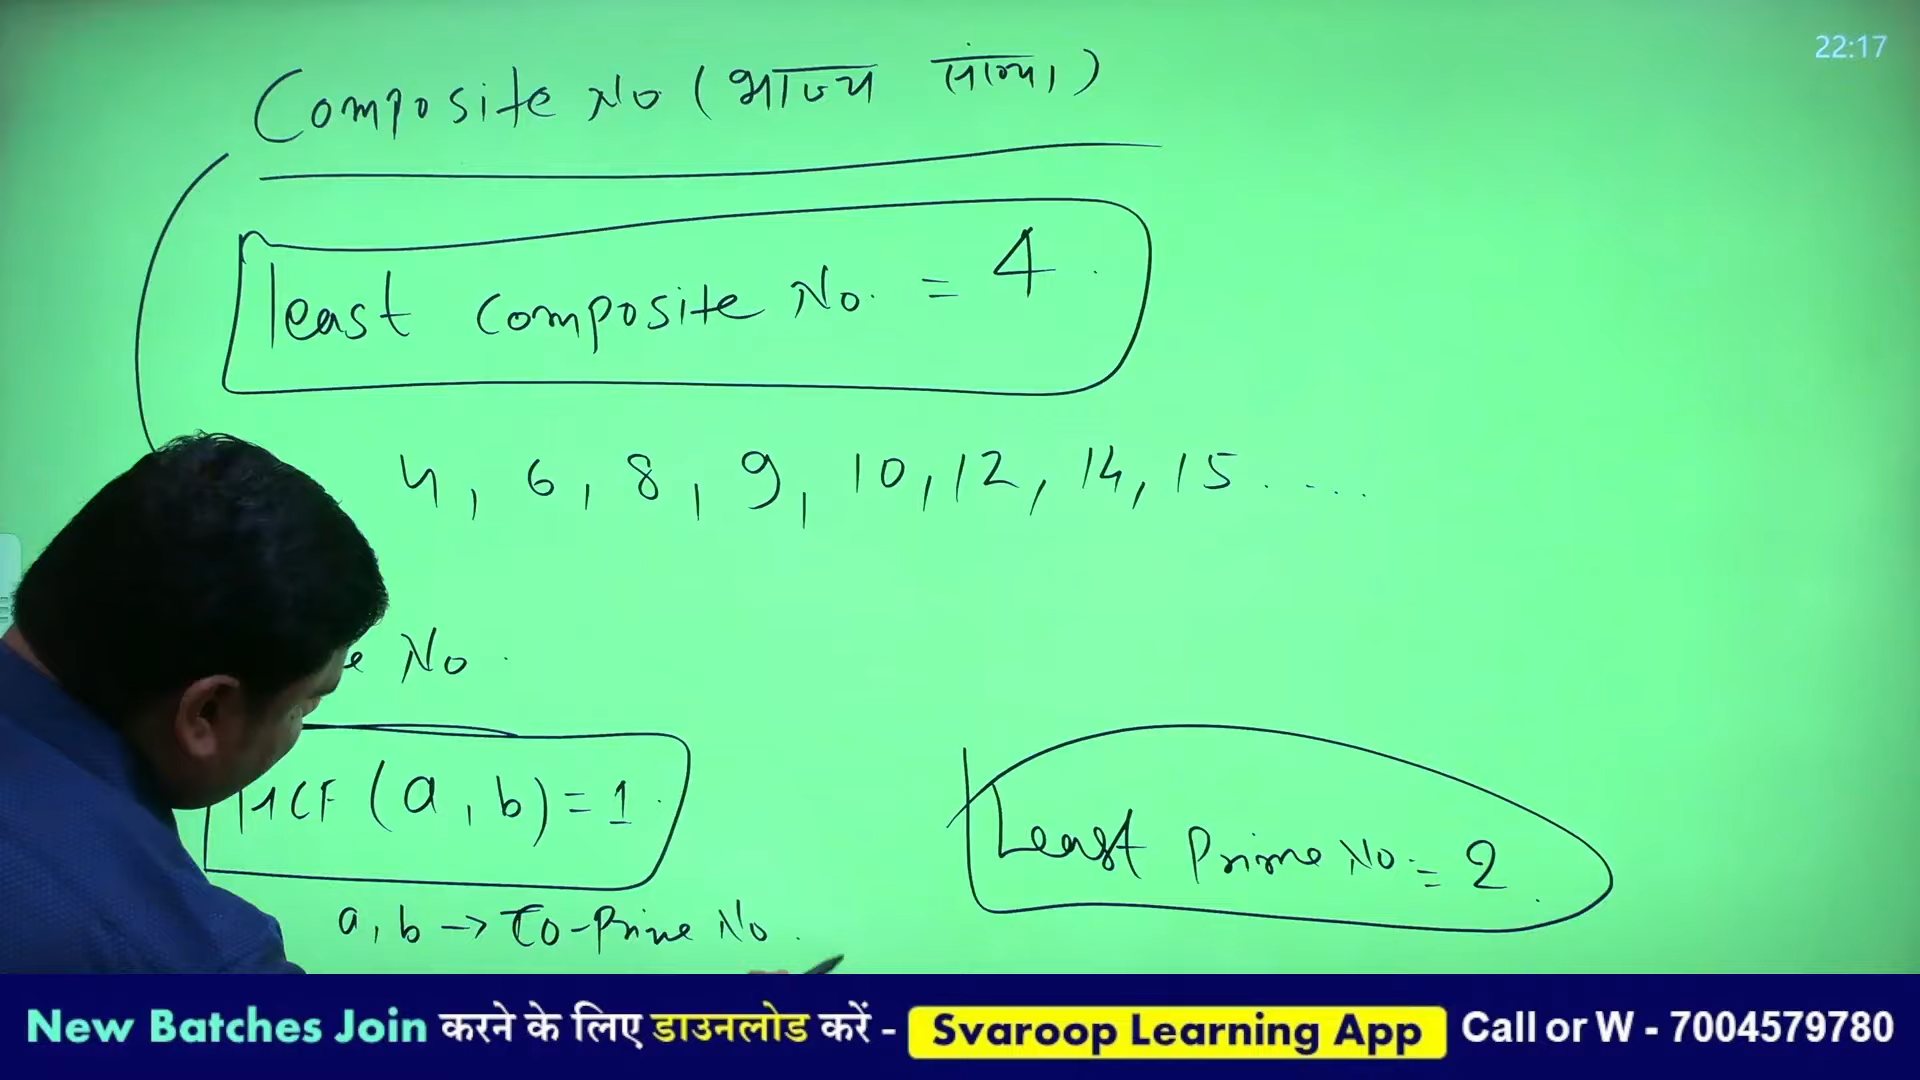 22:17
Composite No (भाज्य संख्या)
least composite No. = 4
4, 6, 8, 9, 10, 12, 14, 15.....
No.
HCF (a, b) = 1
Least Prime No. = 2
a, b → Co-Prime No.
New Batches Join करने के लिए डाउनलोड करें - Svaroop Learning App Call or W - 7004579780